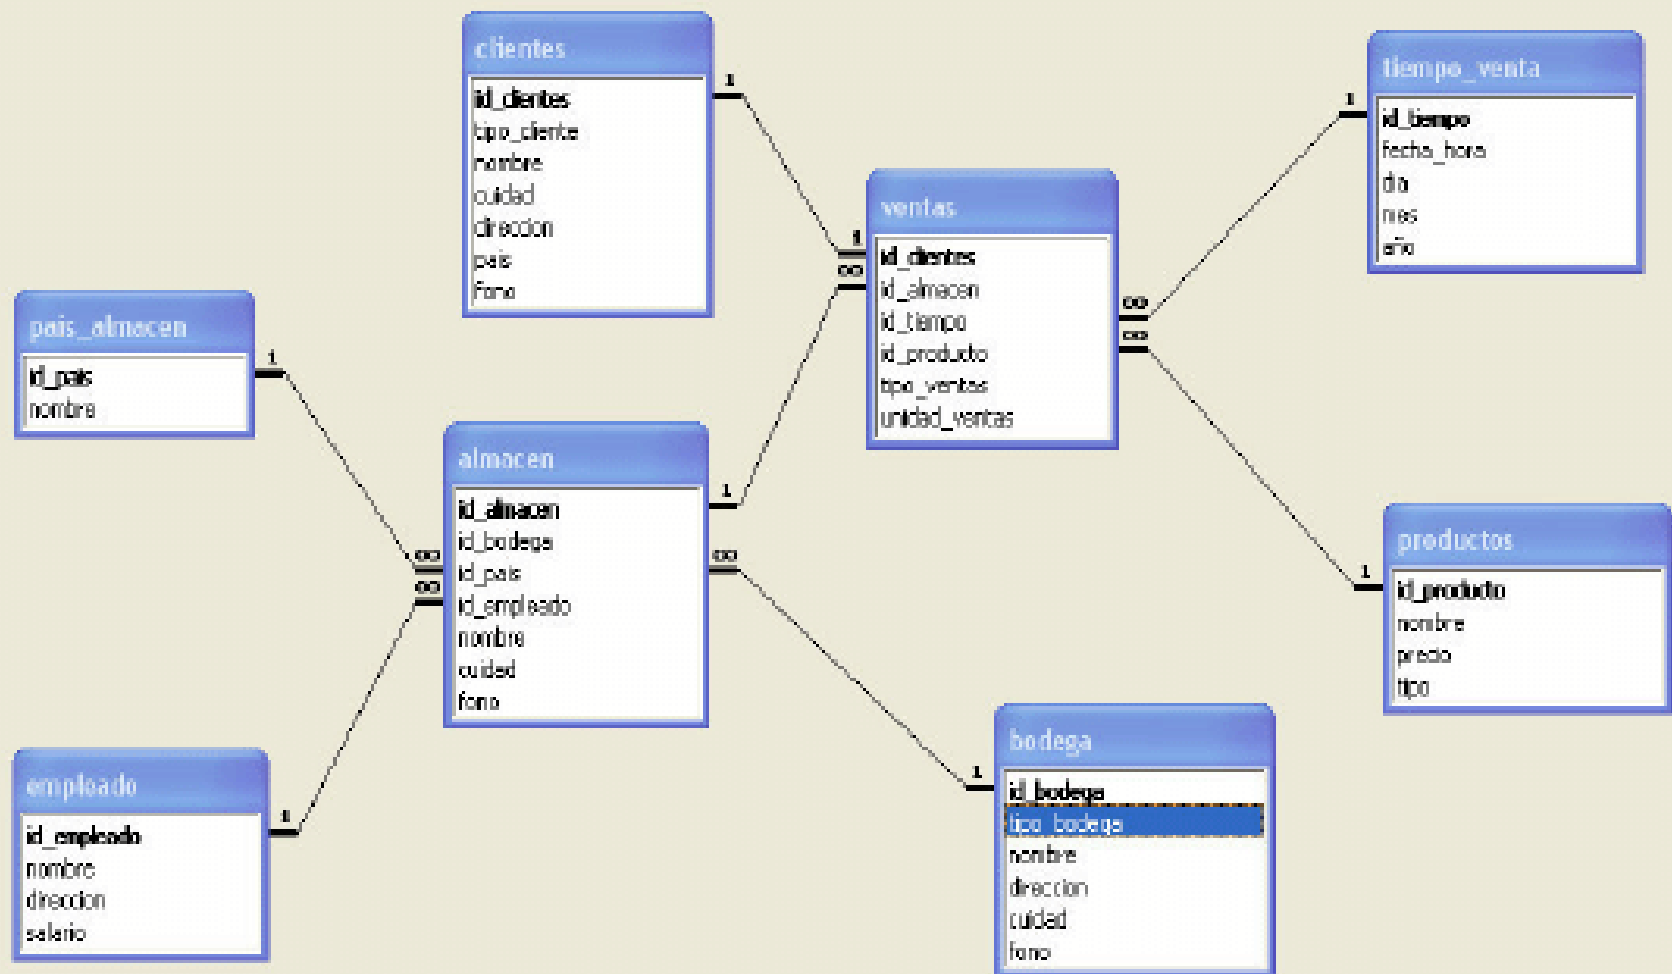 clientes
id_clientes
tipo_cliente
nombre
cuidad
direccion
pais
fono
1
1
tiempo_venta
id_tiempo
fecha_hora
dia
mes
año
1
ventas
id_clientes
id_almacen
id_tiempo
id_producto
tipo_ventas
unidad_ventas
∞
∞
∞
pais_almacen
id_pais
nombre
1
almacen
id_almacen
id_bodega
id_pais
id_empleado
nombre
cuidad
fono
1
∞
∞
∞
productos
id_producto
nombre
precio
tipo
1
empleado
id_empleado
nombre
direccion
salario
1
bodega
id_bodega
tipo_bodega
nombre
direccion
cuidad
fono
1